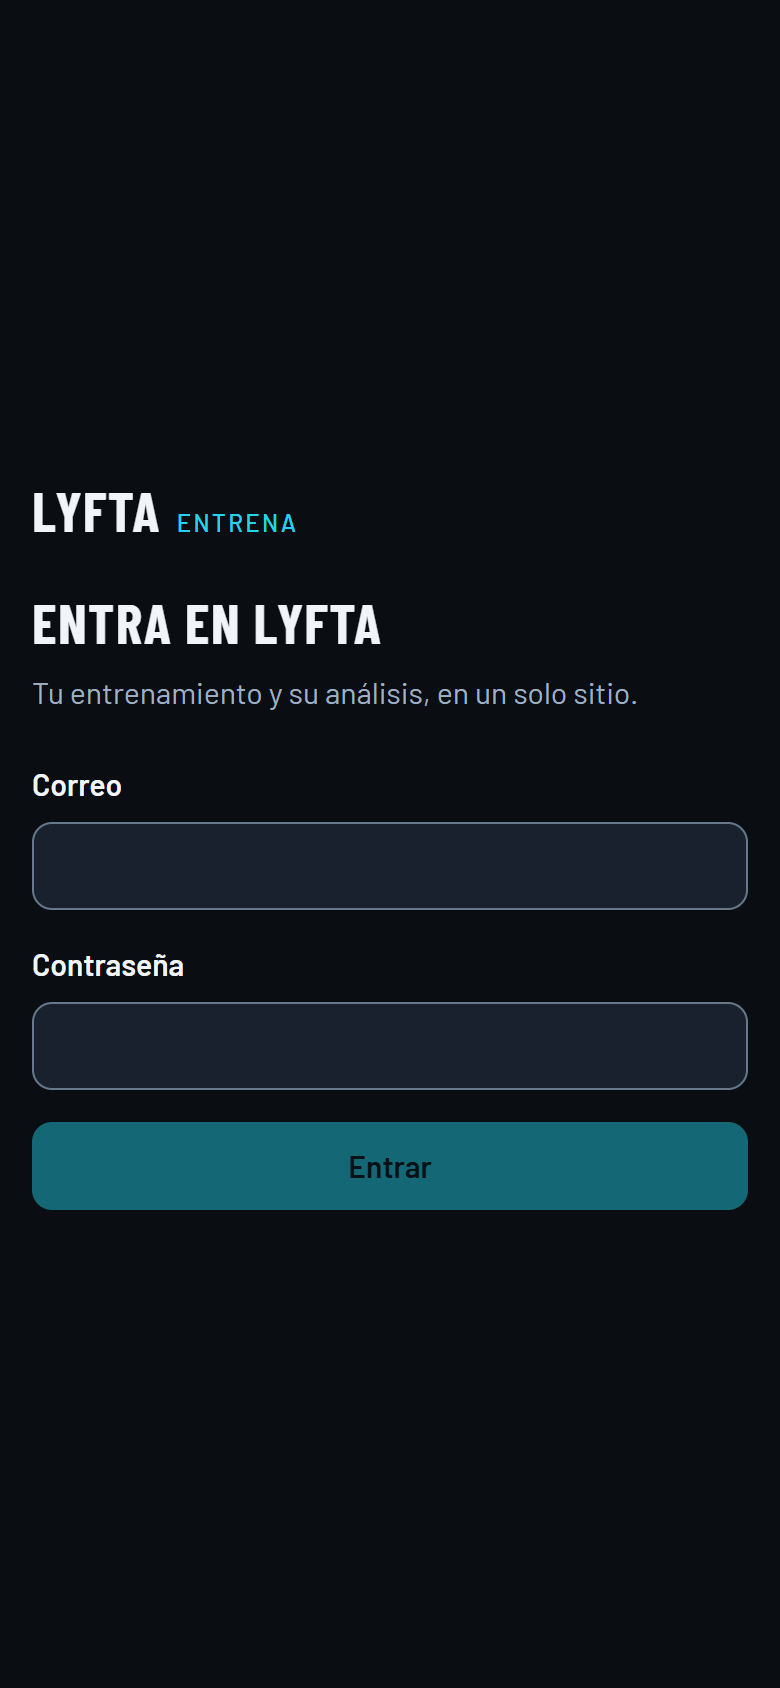 LYFTA ENTRENA
ENTRA EN LYFTA
Tu entrenamiento y su análisis, en un solo sitio.
Correo
Contraseña
Entrar